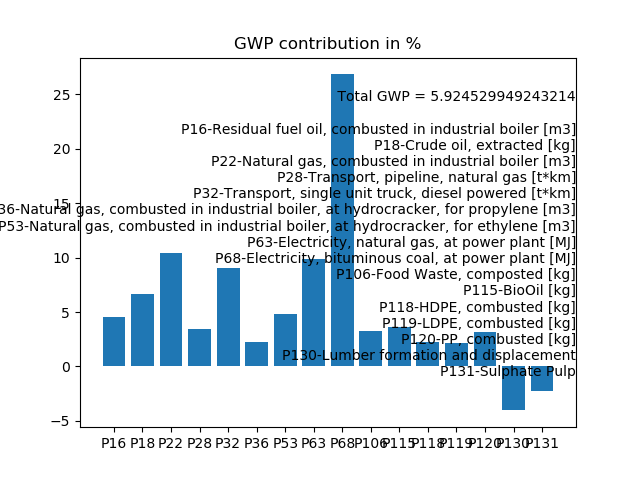 GWP contribution in %
Total GWP = 5.924529949243214
P16-Residual fuel oil, combusted in industrial boiler [m3]
P18-Crude oil, extracted [kg]
P22-Natural gas, combusted in industrial boiler [m3]
P28-Transport, pipeline, natural gas [t*km]
P32-Transport, single unit truck, diesel powered [t*km]
36-Natural gas, combusted in industrial boiler, at hydrocracker, for propylene [m3]
P53-Natural gas, combusted in industrial boiler, at hydrocracker, for ethylene [m3]
P63-Electricity, natural gas, at power plant [MJ]
P68-Electricity, bituminous coal, at power plant [MJ]
P106-Food Waste, composted [kg]
P115-BioOil [kg]
P118-HDPE, combusted [kg]
P119-LDPE, combusted [kg]
P120-PP, combusted [kg]
P130-Lumber formation and displacement
P131-Sulphate Pulp
25
20
15
10
5
0
−5
P16 P18 P22 P28 P32 P36 P53 P63 P68 P106 P115 P118 P119 P120 P130 P131